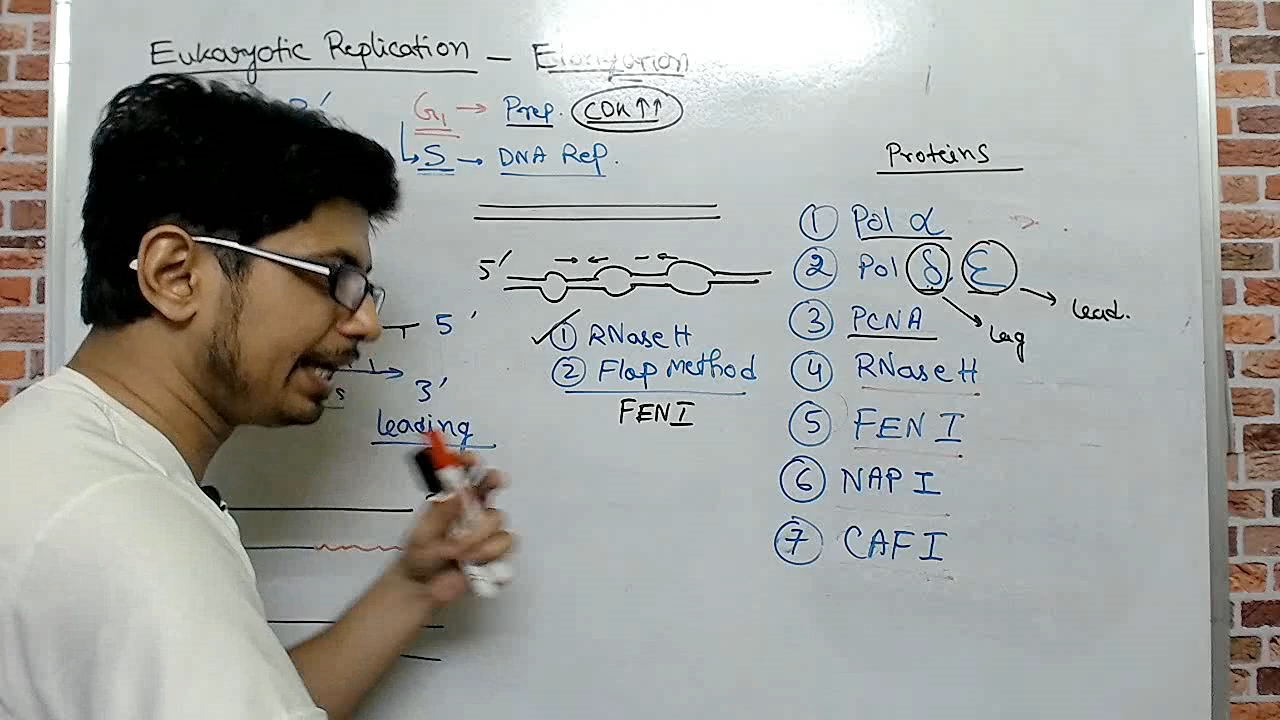 Eukaryotic Replication – Elongation
G1 → Prep. CDK↑↑
S → DNA Rep.
Proteins
① Pol α
② Pol δ ε
lead.
lag
③ PCNA
④ RNase H
⑤ FEN I
⑥ NAP I
⑦ CAF I
5'
✓① RNase H
② Flap Method
FEN I
5'
3'
leading